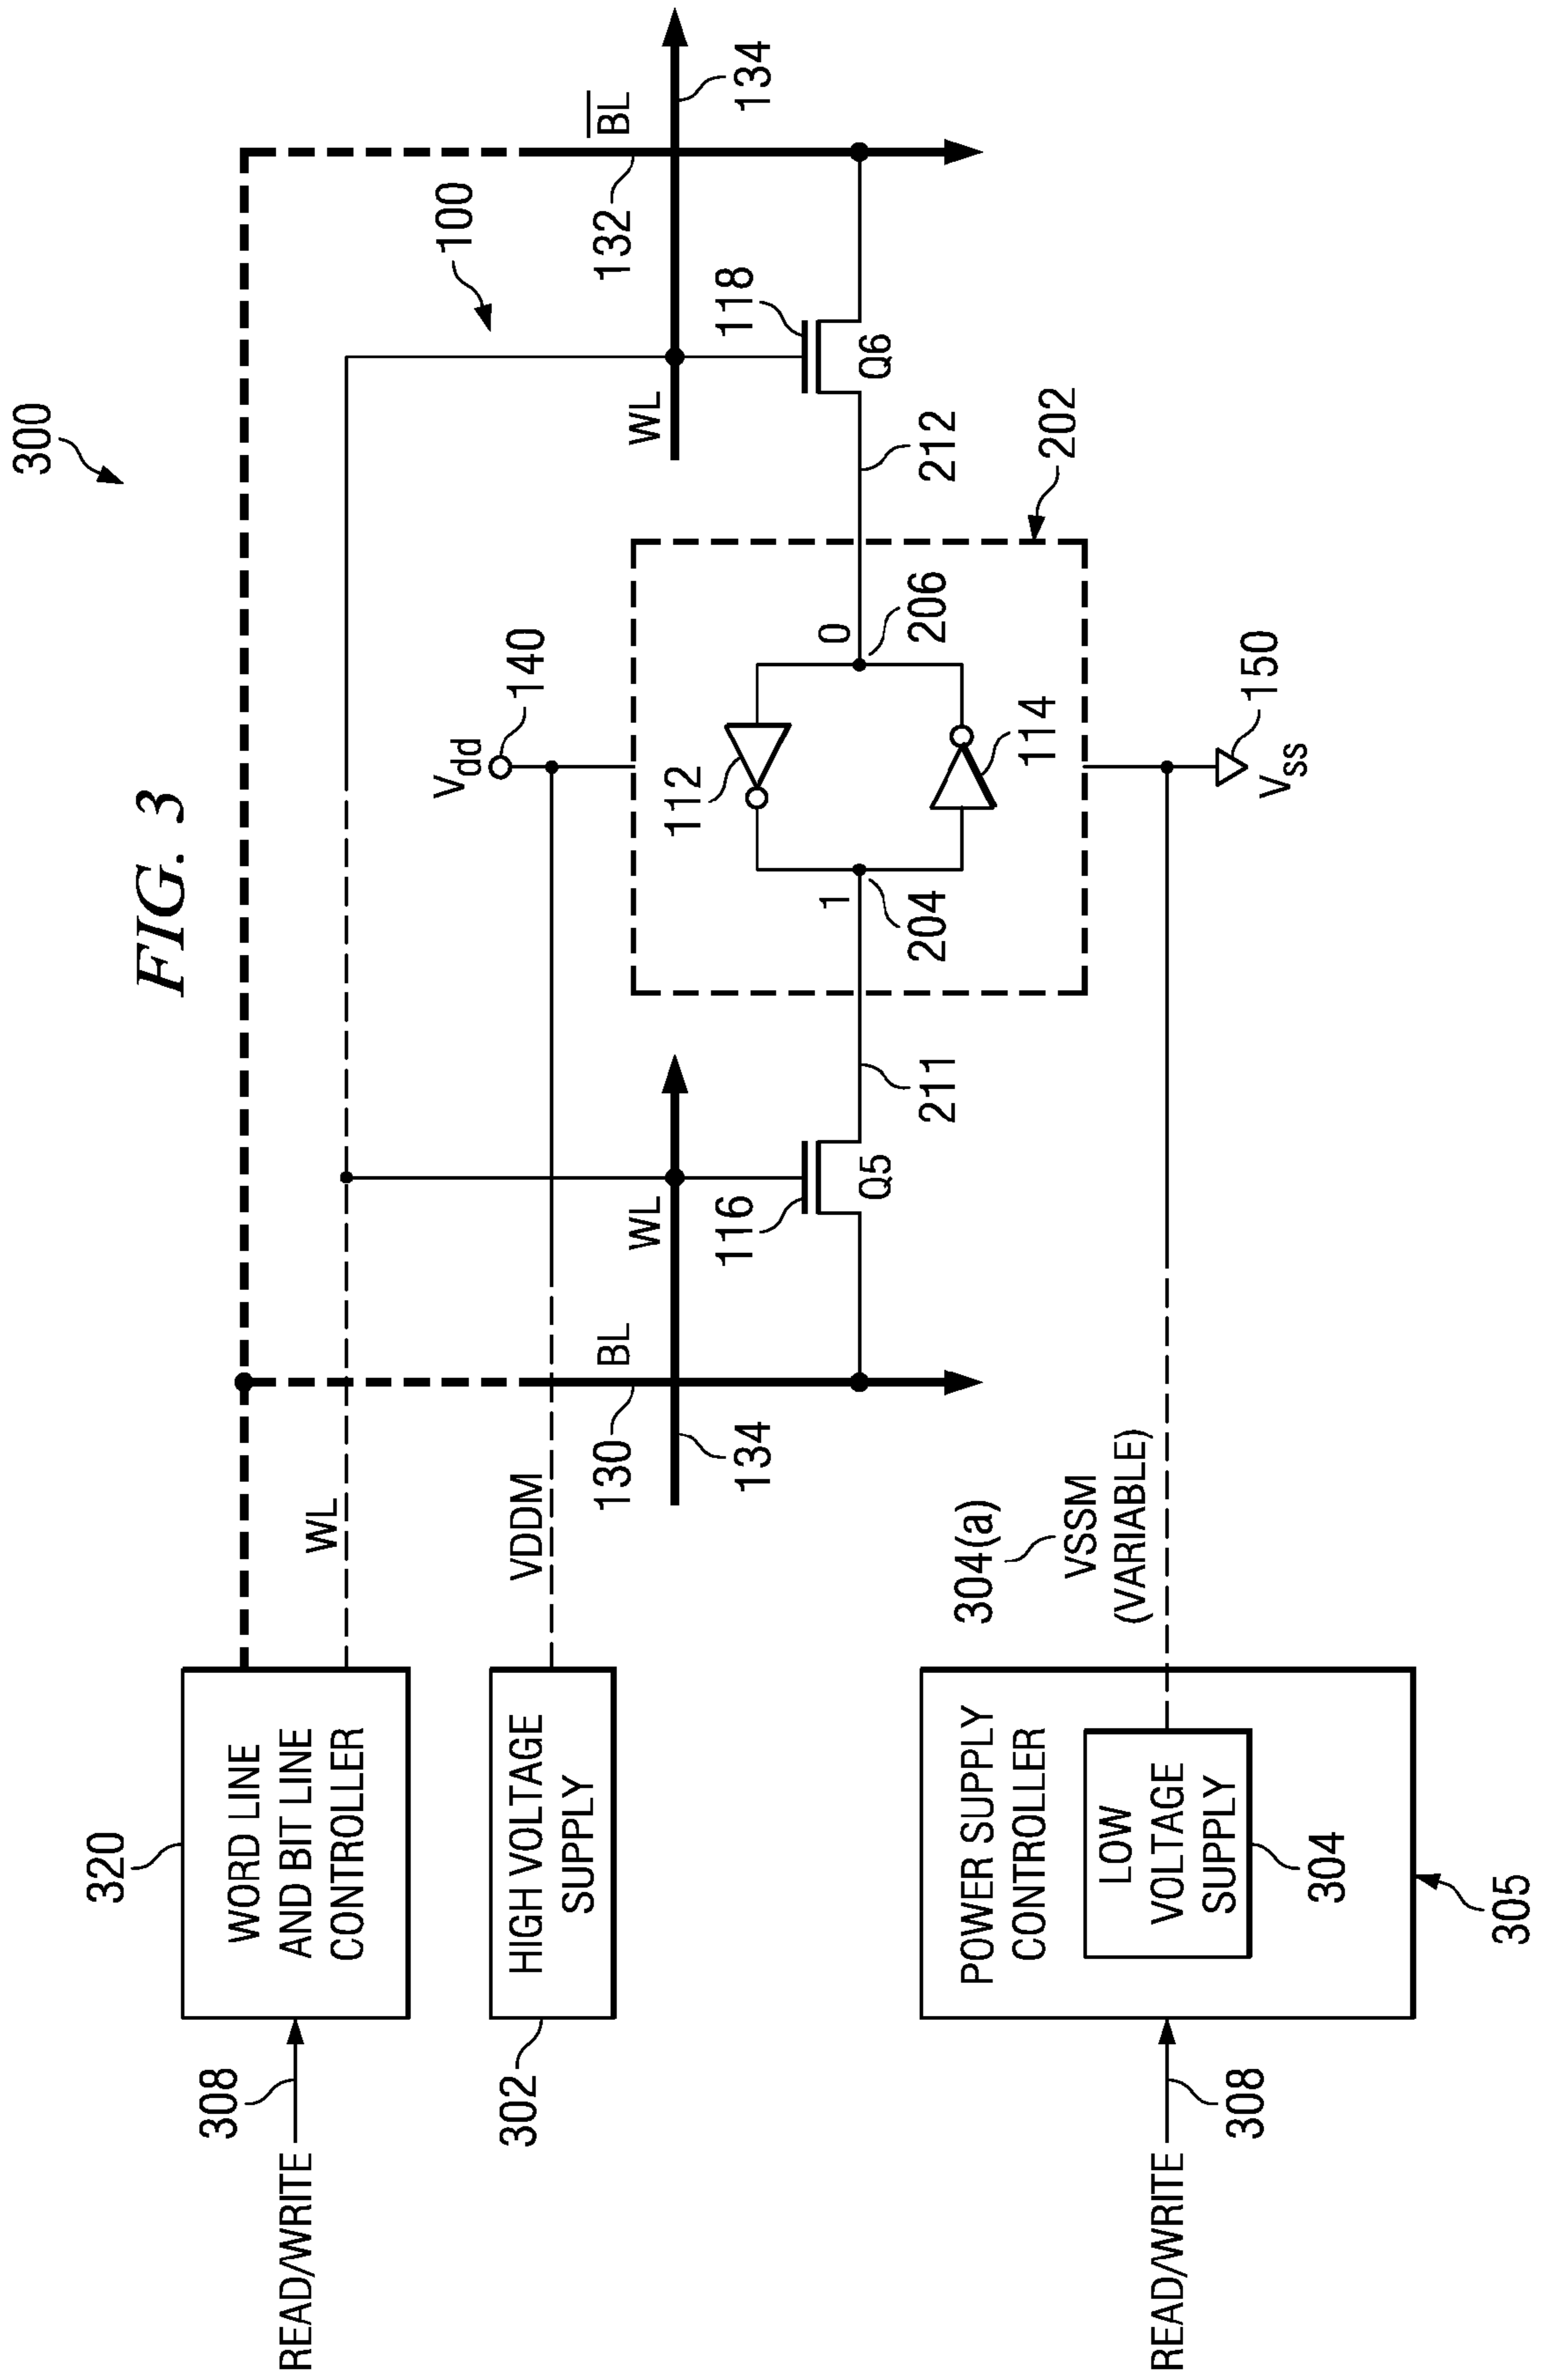 FIG. 3
300
320
WORD LINE
AND BIT LINE
CONTROLLER
308
READ/WRITE
WL
302
HIGH VOLTAGE
SUPPLY
VDDM
Vdd
140
100
BL
130
134
WL
116
Q5
211
112
114
1
204
0
206
202
212
WL
118
Q6
B̅L̅
132
134
POWER SUPPLY
CONTROLLER
LOW
VOLTAGE
SUPPLY
304
305
308
READ/WRITE
304(a)
VSSM
(VARIABLE)
Vss
150